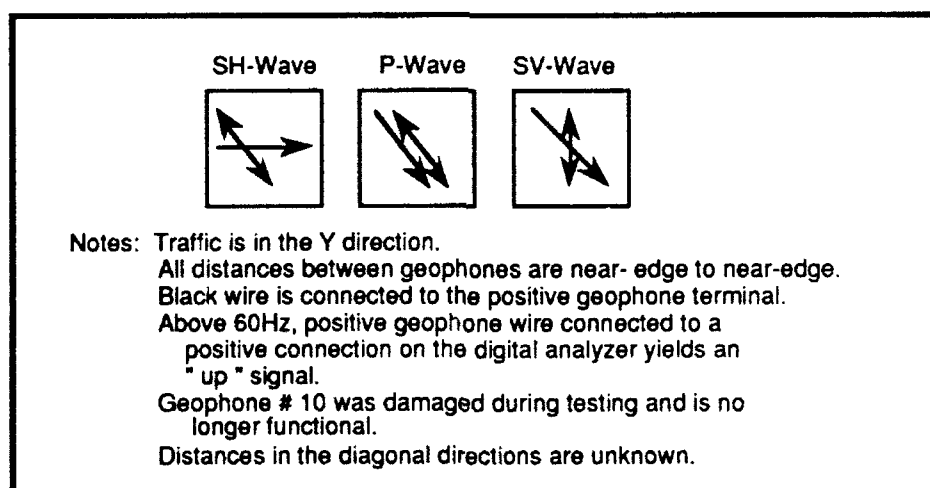 SH-Wave P-Wave SV-Wave
Notes: Traffic is in the Y direction.
All distances between geophones are near- edge to near-edge.
Black wire is connected to the positive geophone terminal.
Above 60Hz, positive geophone wire connected to a
positive connection on the digital analyzer yields an
" up " signal.
Geophone # 10 was damaged during testing and is no
longer functional.
Distances in the diagonal directions are unknown.